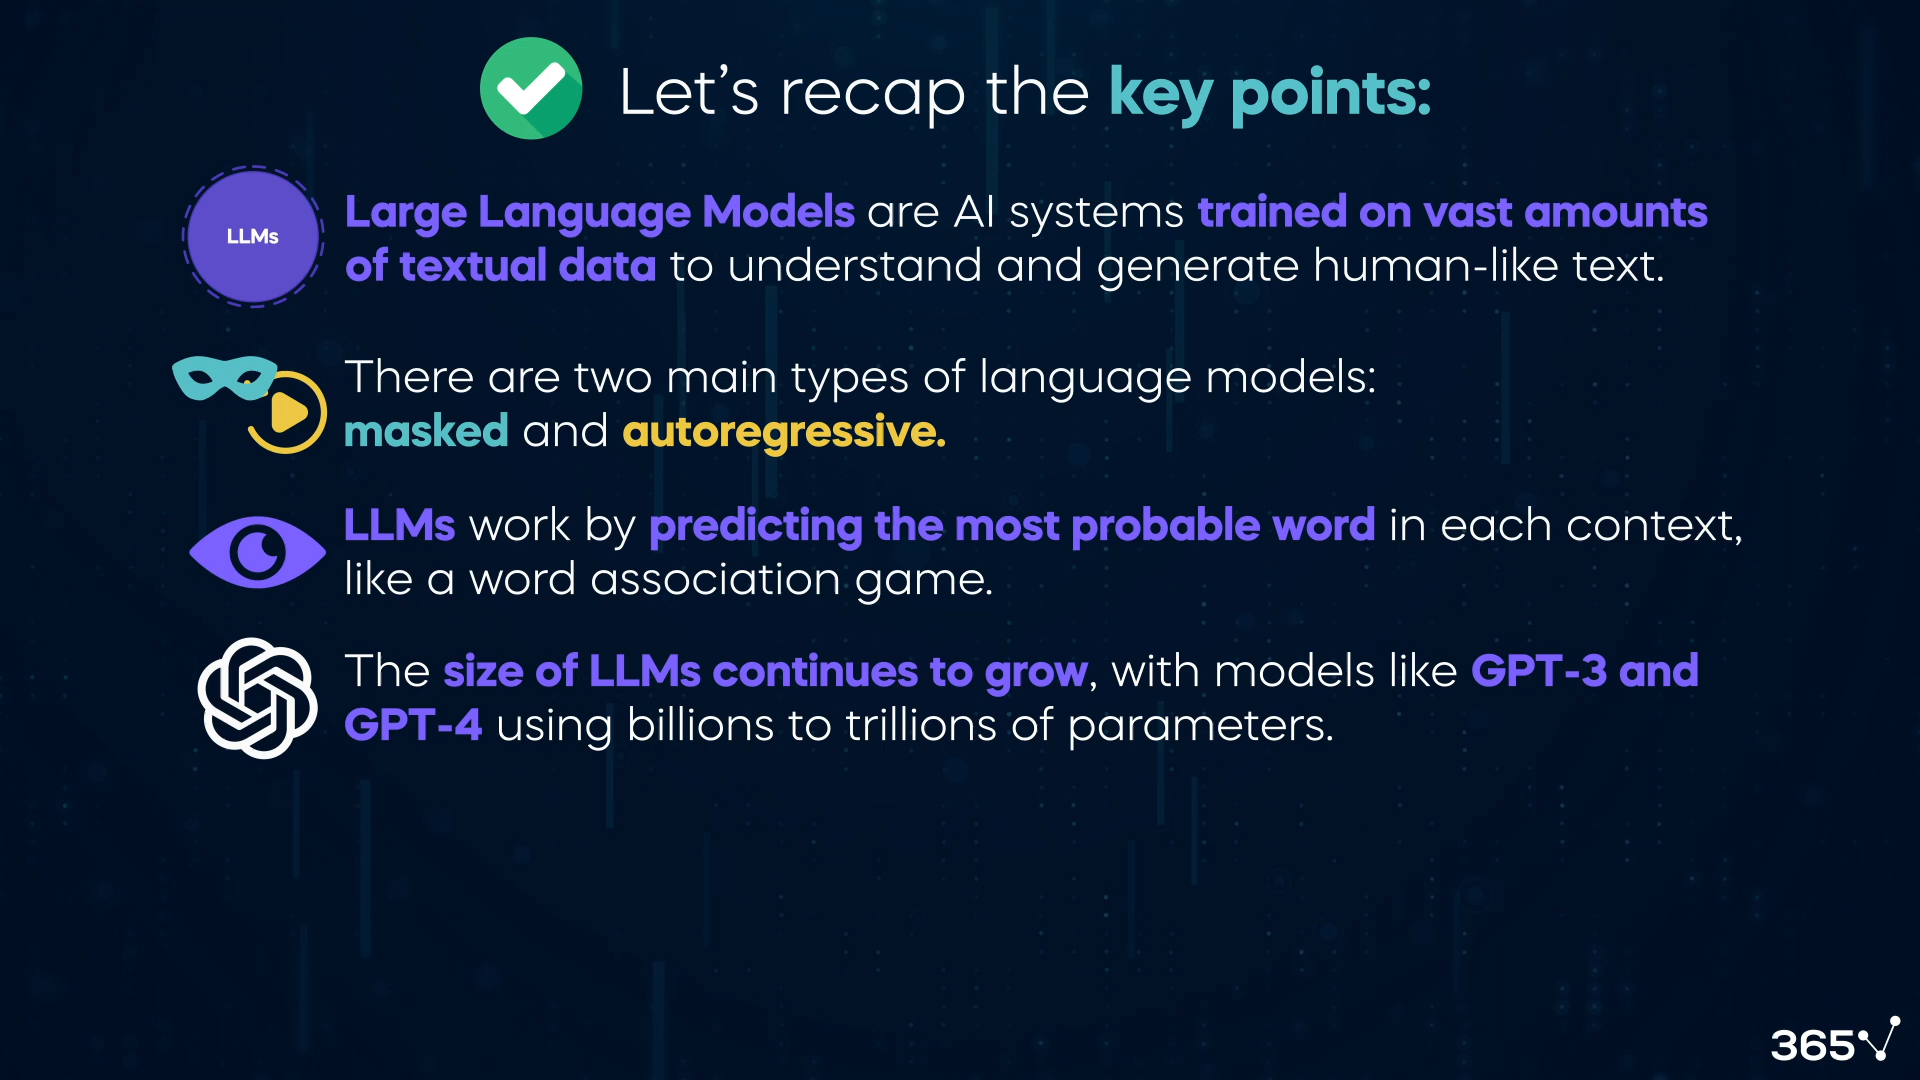 Let's recap the key points:
LLMs
Large Language Models are AI systems trained on vast amounts
of textual data to understand and generate human-like text.
There are two main types of language models:
masked and autoregressive.
LLMs work by predicting the most probable word in each context,
like a word association game.
The size of LLMs continues to grow, with models like GPT-3 and
GPT-4 using billions to trillions of parameters.
365